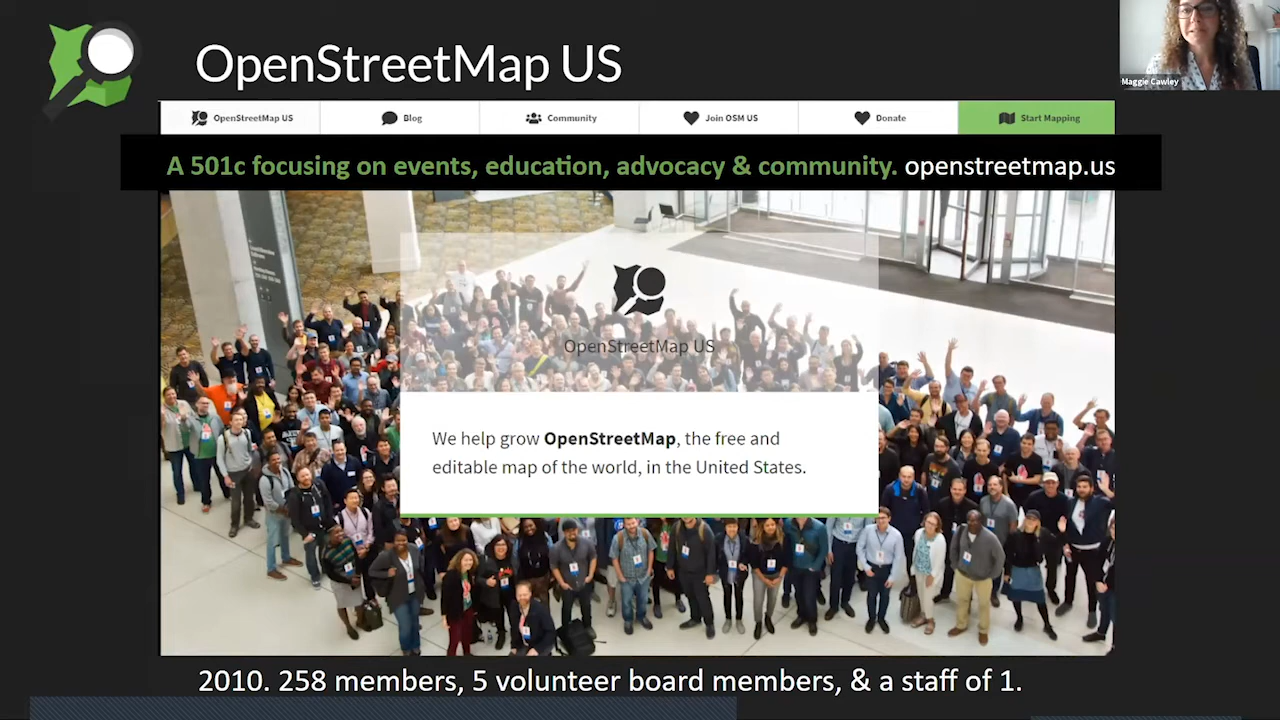 OpenStreetMap US
Maggie Cawley
OpenStreetMap US
Blog
Community
Join OSM US
Donate
Start Mapping
A 501c focusing on events, education, advocacy & community. openstreetmap.us
OpenStreetMap US
We help grow OpenStreetMap, the free and
editable map of the world, in the United States.
2010. 258 members, 5 volunteer board members, & a staff of 1.